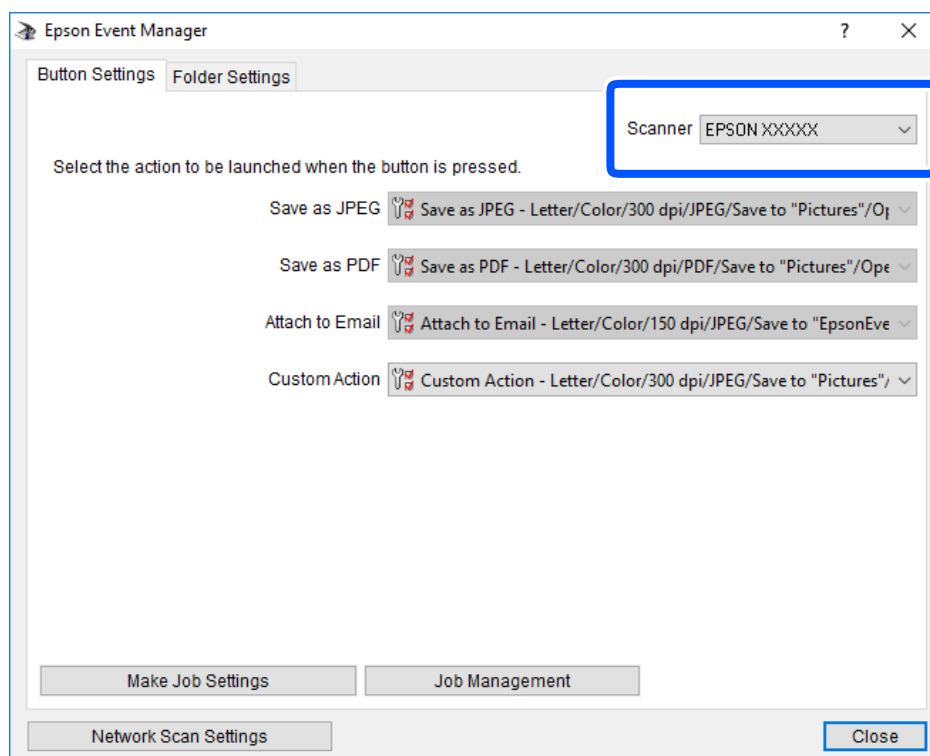 Epson Event Manager
Button Settings Folder Settings
Scanner EPSON XXXXX
Select the action to be launched when the button is pressed.
Save as JPEG Save as JPEG - Letter/Color/300 dpi/JPEG/Save to "Pictures"/Op
Save as PDF Save as PDF - Letter/Color/300 dpi/PDF/Save to "Pictures"/Ope
Attach to Email Attach to Email - Letter/Color/150 dpi/JPEG/Save to "EpsonEve
Custom Action Custom Action - Letter/Color/300 dpi/JPEG/Save to "Pictures"/
Make Job Settings Job Management
Network Scan Settings Close